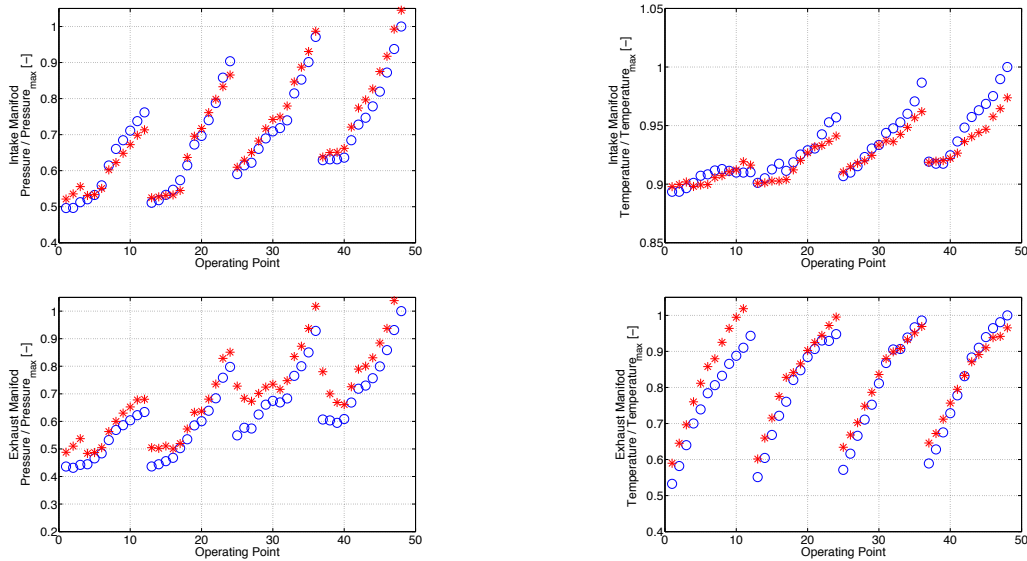 Intake Manifod
Pressure / Pressure_max [−]
1
0.9
0.8
0.7
0.6
0.5
0.4
0 10 20 30 40 50
Operating Point
Intake Manifod
Temperature / Temperature_max [−]
1.05
1
0.95
0.9
0.85
0 10 20 30 40 50
Operating Point
Exhaust Manifod
Pressure / Pressure_max [−]
1
0.9
0.8
0.7
0.6
0.5
0.4
0.3
0.2
0 10 20 30 40 50
Operating Point
Exhaust Manifod
Temperature / Temperature_max [−]
1
0.9
0.8
0.7
0.6
0.5
0.4
0 10 20 30 40 50
Operating Point